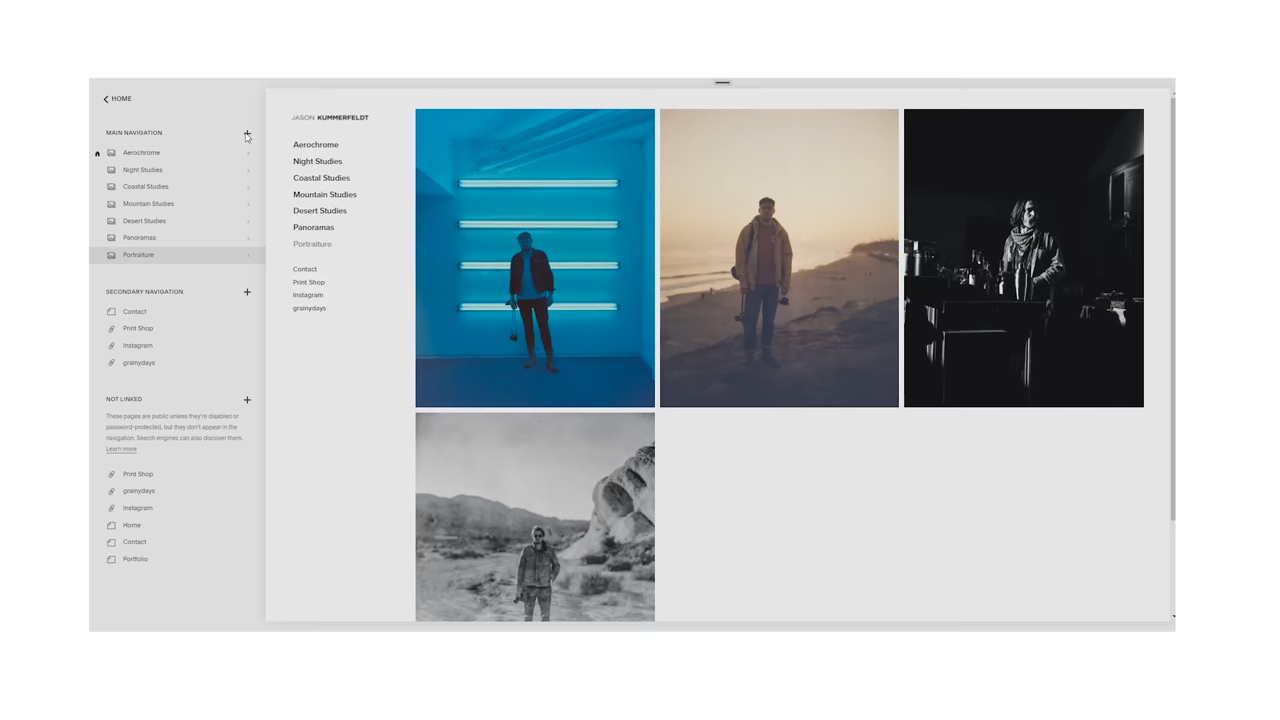 HOME
MAIN NAVIGATION
Aerochrome
Night Studies
Coastal Studies
Mountain Studies
Desert Studies
Panoramas
Portraiture
SECONDARY NAVIGATION
Contact
Print Shop
Instagram
grainydays
NOT LINKED
These pages are public unless they're disabled or
password-protected, but they don't appear in the
navigation. Search engines can also discover them.
Learn more
Print Shop
grainydays
Instagram
Home
Contact
Portfolio
JASON KUMMERFELDT
Aerochrome
Night Studies
Coastal Studies
Mountain Studies
Desert Studies
Panoramas
Portraiture
Contact
Print Shop
Instagram
grainydays